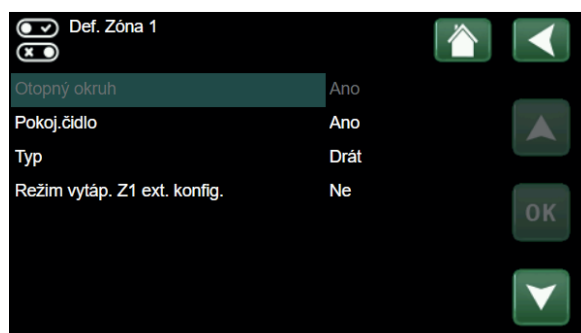 Def. Zóna 1
Otopný okruh Ano
Pokoj.čidlo Ano
Typ Drát
Režim vytáp. Z1 ext. konfig. Ne
OK